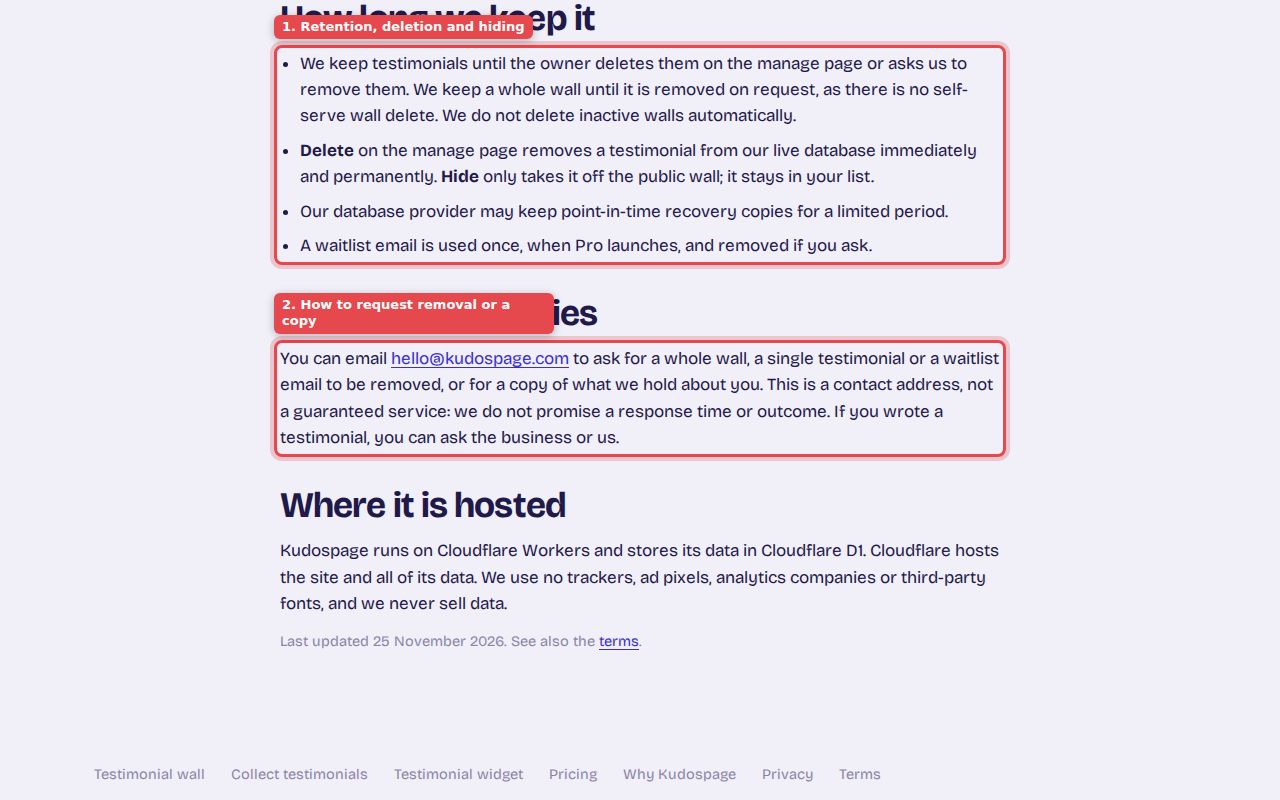 How long we keep it
1. Retention, deletion and hiding
We keep testimonials until the owner deletes them on the manage page or asks us to
remove them. We keep a whole wall until it is removed on request, as there is no self-
serve wall delete. We do not delete inactive walls automatically.
Delete on the manage page removes a testimonial from our live database immediately
and permanently. Hide only takes it off the public wall; it stays in your list.
Our database provider may keep point-in-time recovery copies for a limited period.
A waitlist email is used once, when Pro launches, and removed if you ask.
2. How to request removal or a
copy
You can email hello@kudospage.com to ask for a whole wall, a single testimonial or a waitlist
email to be removed, or for a copy of what we hold about you. This is a contact address, not
a guaranteed service: we do not promise a response time or outcome. If you wrote a
testimonial, you can ask the business or us.
Where it is hosted
Kudospage runs on Cloudflare Workers and stores its data in Cloudflare D1. Cloudflare hosts
the site and all of its data. We use no trackers, ad pixels, analytics companies or third-party
fonts, and we never sell data.
Last updated 25 November 2026. See also the terms.
Testimonial wall Collect testimonials Testimonial widget Pricing Why Kudospage Privacy Terms